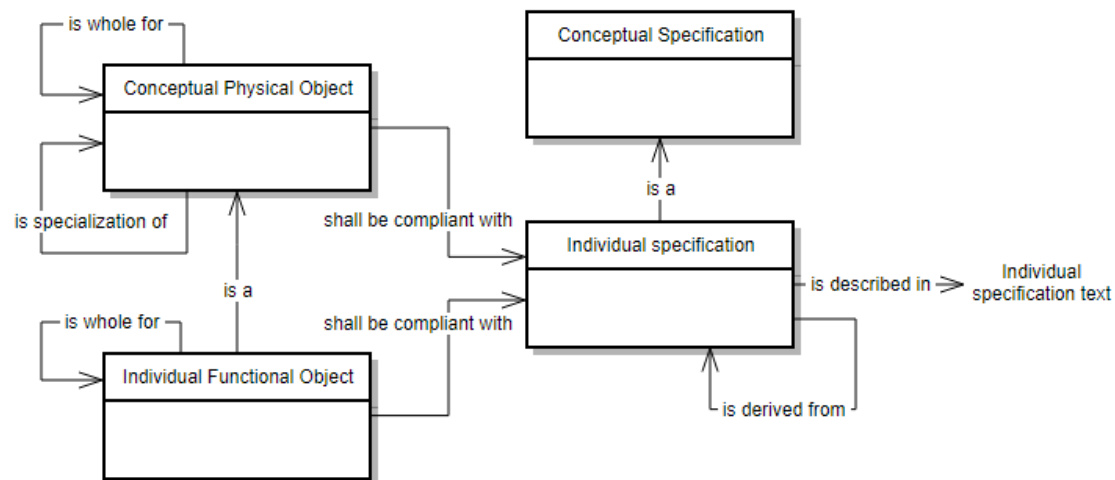 is whole for
Conceptual Physical Object
is specialization of
is a
is whole for
Individual Functional Object
shall be compliant with
shall be compliant with
Conceptual Specification
is a
Individual specification
is described in
Individual
specification text
is derived from